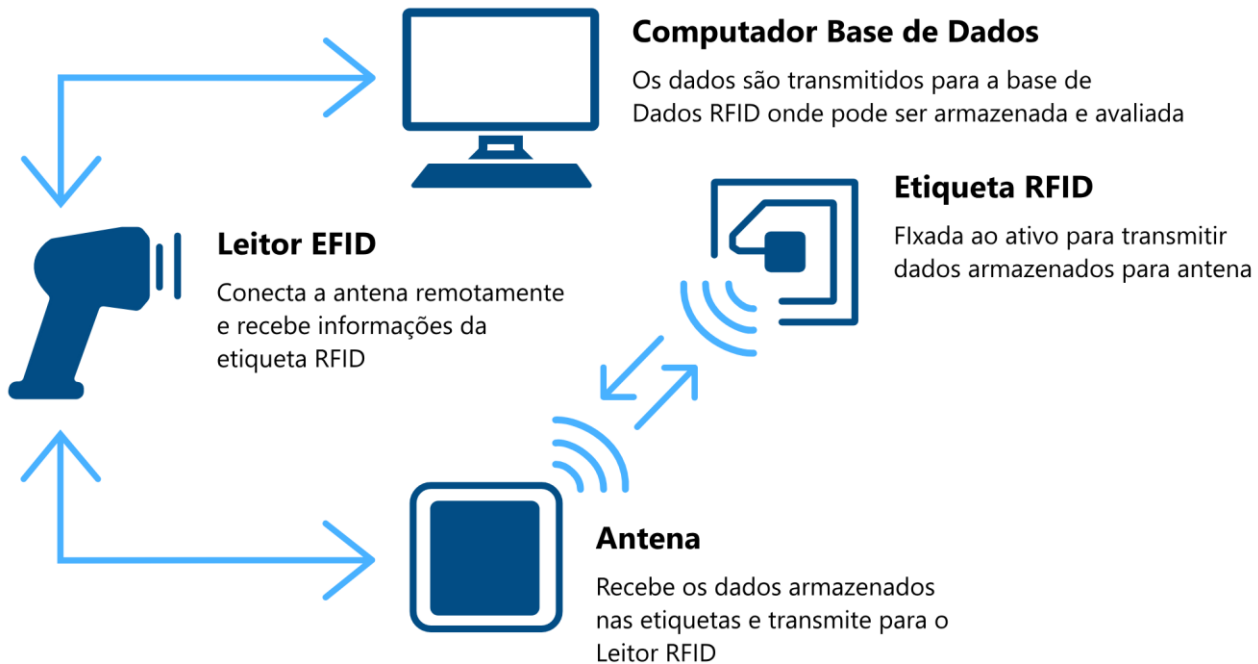 Computador Base de Dados
Os dados são transmitidos para a base de
Dados RFID onde pode ser armazenada e avaliada
Etiqueta RFID
FIxada ao ativo para transmitir
dados armazenados para antena
Leitor EFID
Conecta a antena remotamente
e recebe informações da
etiqueta RFID
Antena
Recebe os dados armazenados
nas etiquetas e transmite para o
Leitor RFID